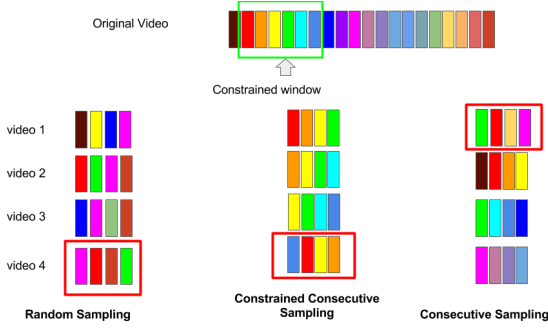 Original Video
Constrained window
video 1
video 2
video 3
video 4
Random Sampling
Constrained Consecutive
Sampling
Consecutive Sampling